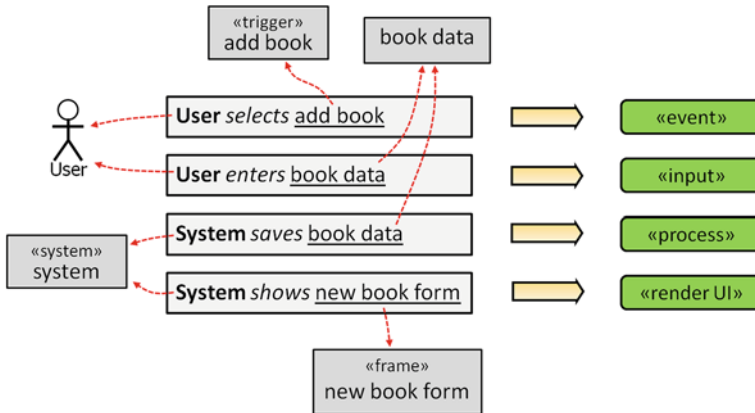 «trigger»
add book
book data
User selects add book
«event»
User
User enters book data
«input»
System saves book data
«process»
«system»
system
System shows new book form
«render UI»
«frame»
new book form